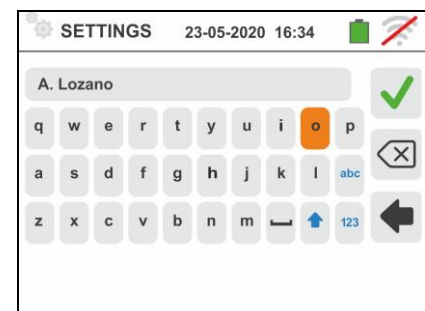 SETTINGS 23-05-2020 16:34
A. Lozano
q w e r t y u i o p
a s d f g h j k l abc
z x c v b n m 123